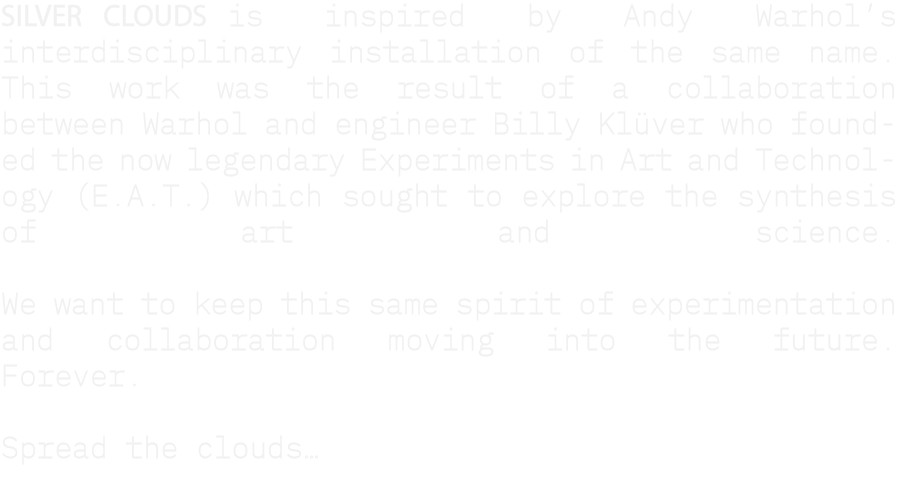 SILVER CLOUDS is inspired by Andy Warhol's
interdisciplinary installation of the same name.
This work was the result of a collaboration
between Warhol and engineer Billy Klüver who found-
ed the now legendary Experiments in Art and Technol-
ogy (E.A.T.) which sought to explore the synthesis
of art and science.
We want to keep this same spirit of experimentation
and collaboration moving into the future.
Forever.
Spread the clouds…